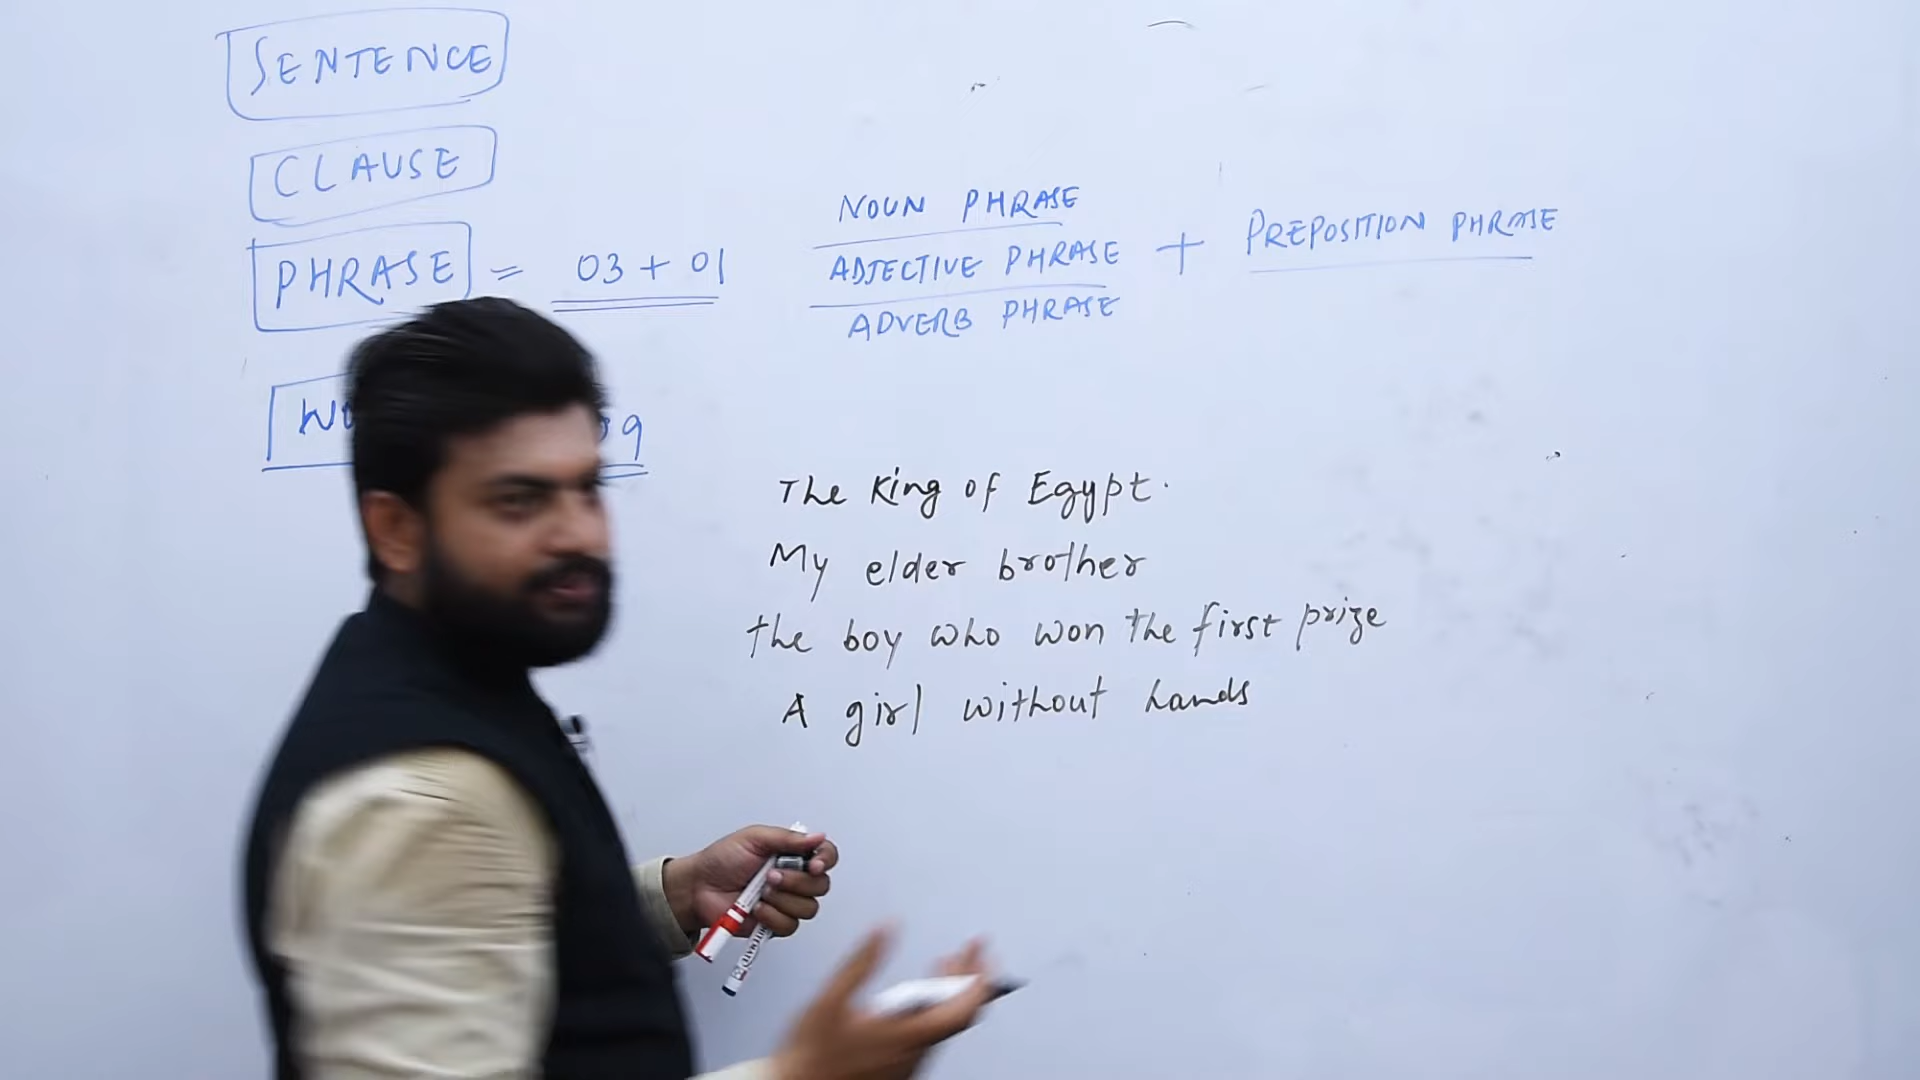 SENTENCE
CLAUSE
PHRASE = 03 + 01
NOUN PHRASE
ADJECTIVE PHRASE + PREPOSITION PHRASE
ADVERB PHRASE
The King of Egypt.
My elder brother
the boy who won the first prize
A girl without hands